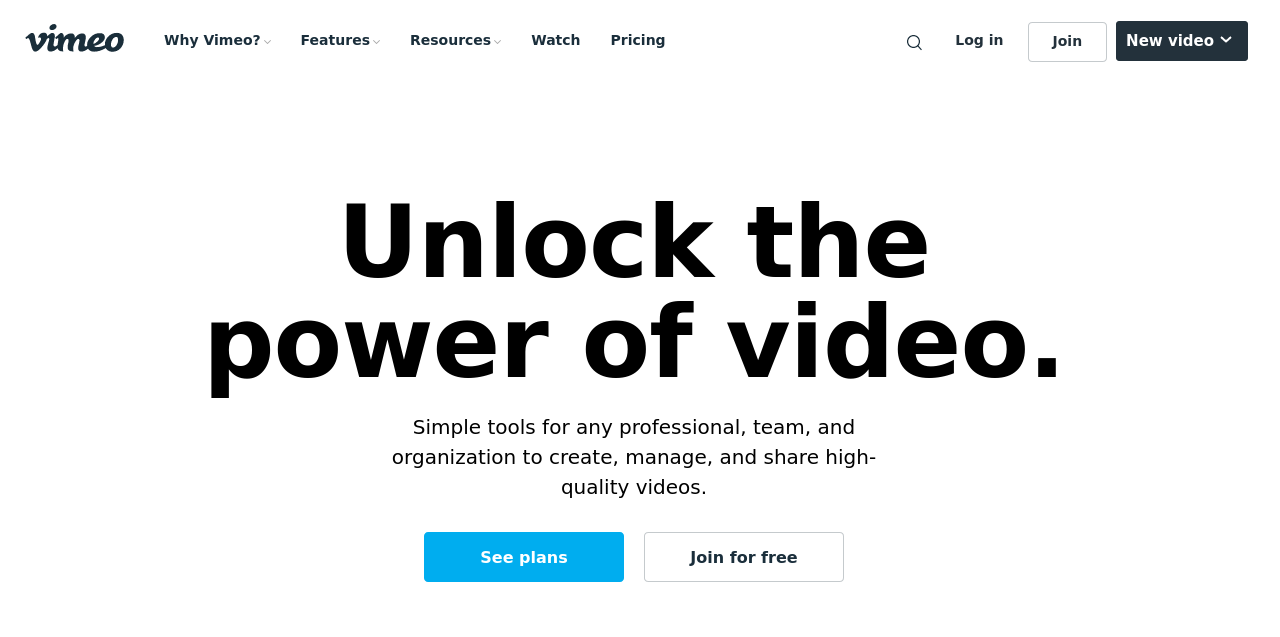 vimeo
Why Vimeo?
Features
Resources
Watch
Pricing
Log in
Join
New video
Unlock the
power of video.
Simple tools for any professional, team, and
organization to create, manage, and share high-
quality videos.
See plans
Join for free